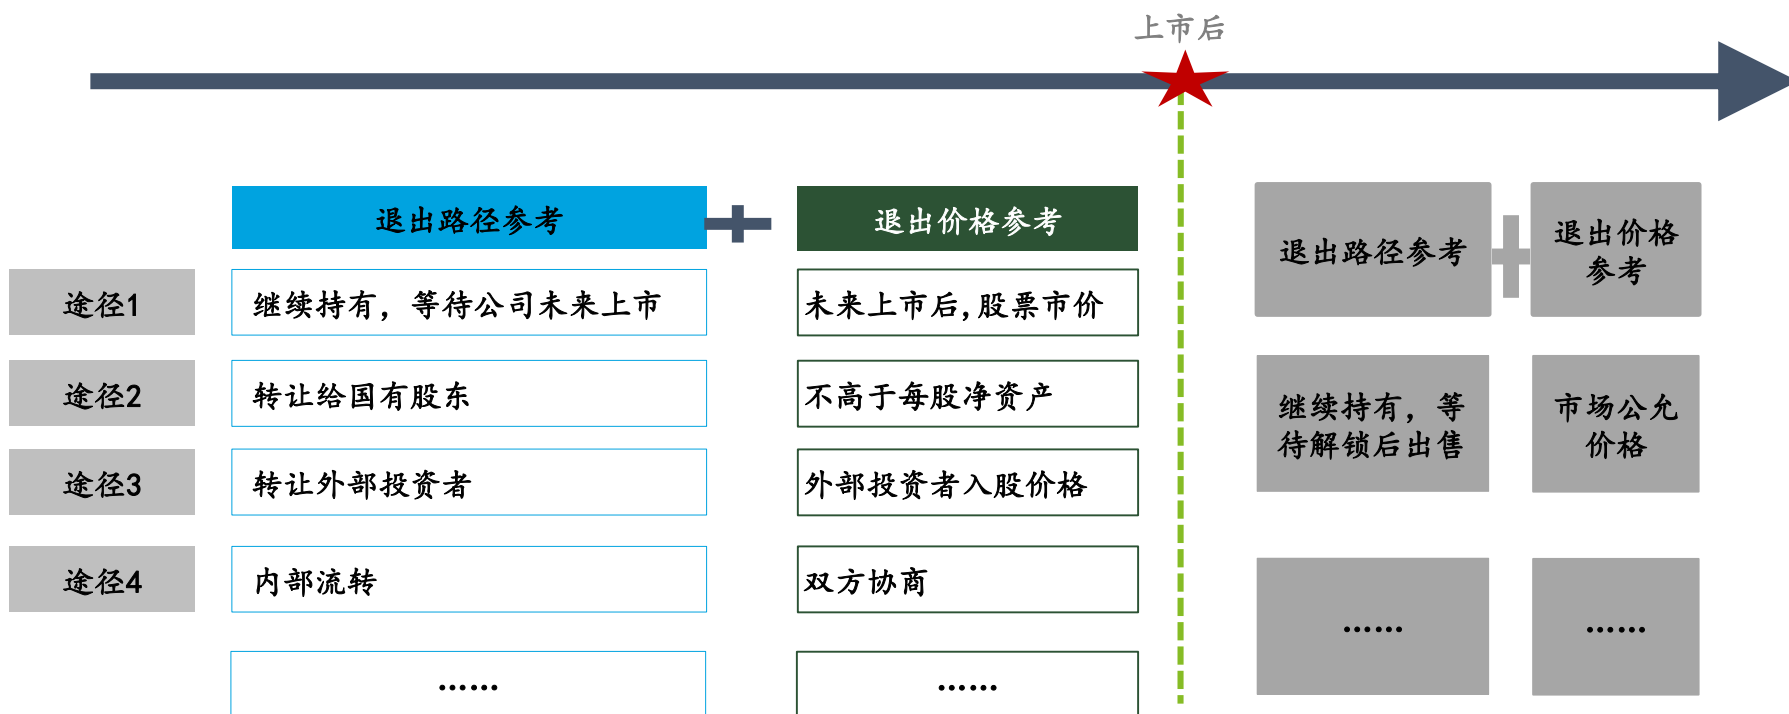 上市后
退出路径参考
退出价格参考
途径1
继续持有，等待公司未来上市
未来上市后,股票市价
途径2
转让给国有股东
不高于每股净资产
途径3
转让外部投资者
外部投资者入股价格
途径4
内部流转
双方协商
……
……
退出路径参考
退出价格
参考
继续持有，等
待解锁后出售
市场公允
价格
……
……